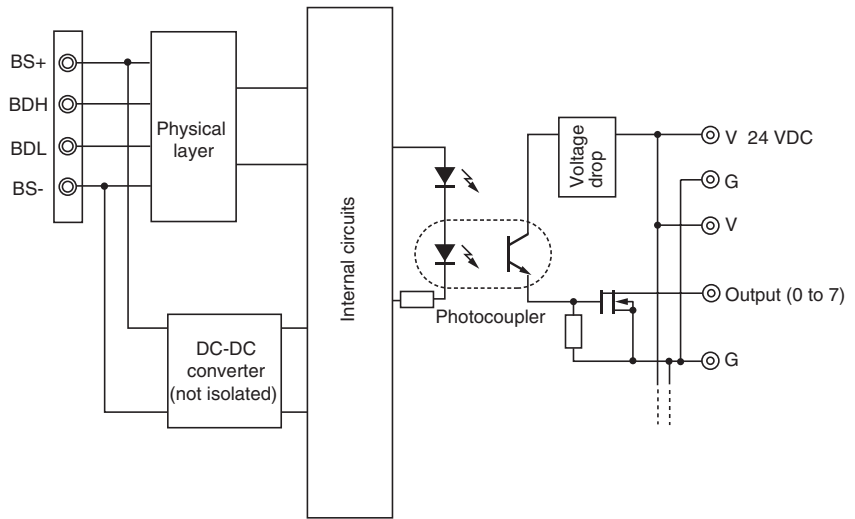 BS+
BDH
BDL
BS-
Physical
layer
DC-DC
converter
(not isolated)
Internal circuits
Photocoupler
Voltage
drop
V 24 VDC
G
V
Output (0 to 7)
G